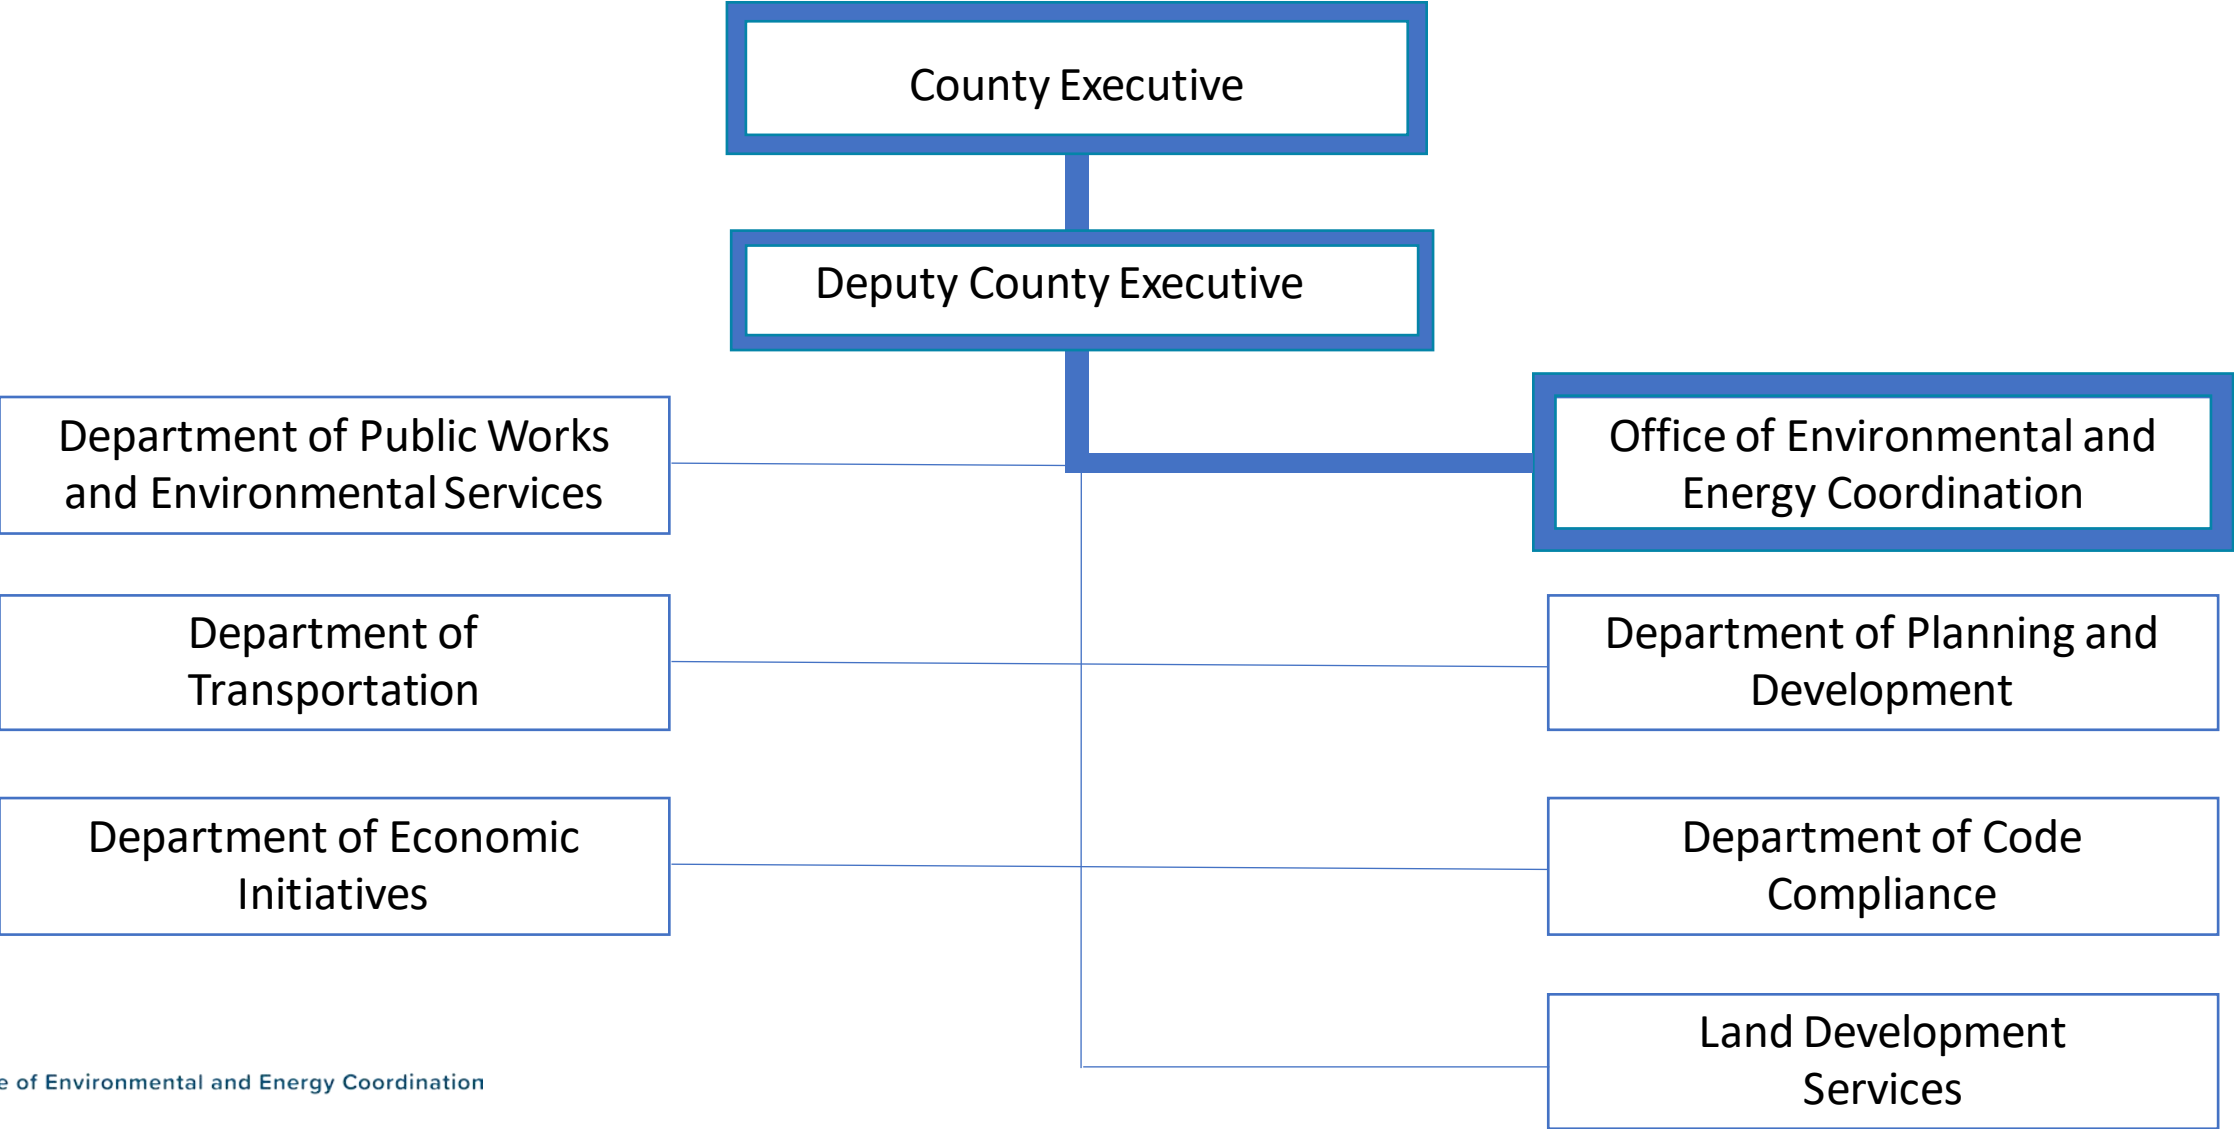 County Executive
Deputy County Executive
Department of Public Works
and Environmental Services
Office of Environmental and
Energy Coordination
Department of
Transportation
Department of Planning and
Development
Department of Economic
Initiatives
Department of Code
Compliance
Land Development
Services
of Environmental and Energy Coordination